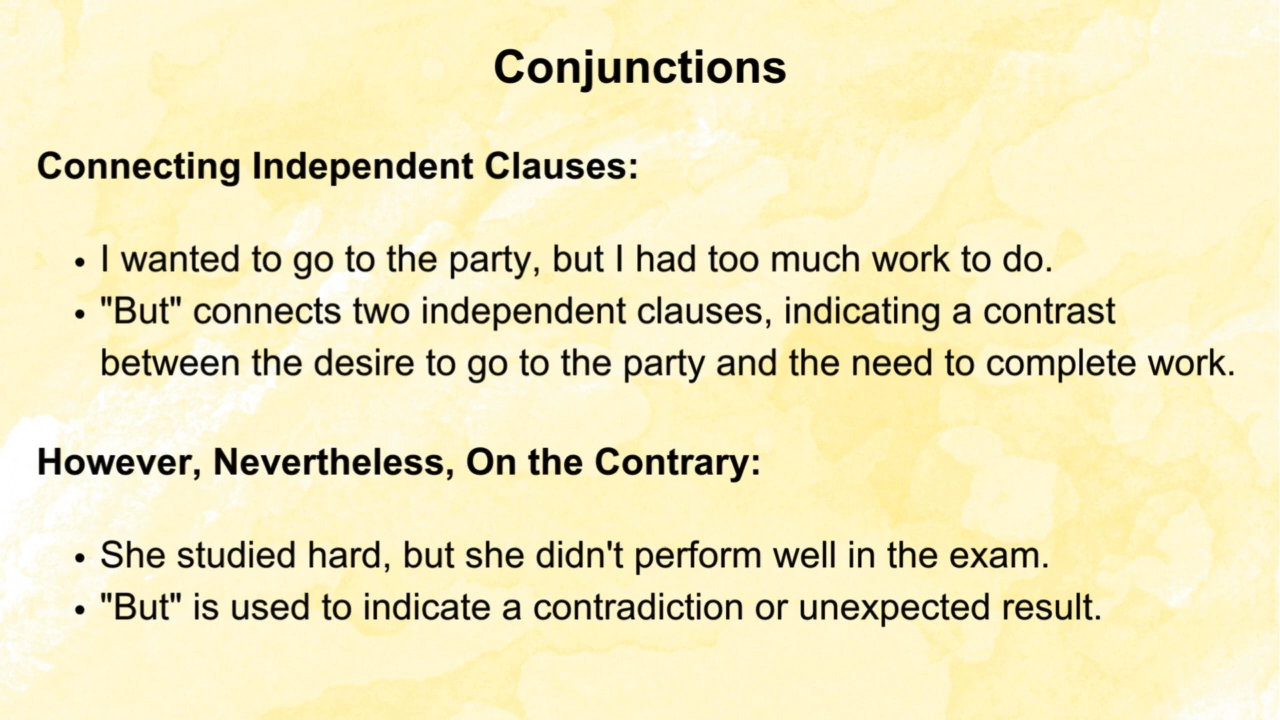 Conjunctions
Connecting Independent Clauses:
• I wanted to go to the party, but I had too much work to do.
• "But" connects two independent clauses, indicating a contrast
between the desire to go to the party and the need to complete work.
However, Nevertheless, On the Contrary:
• She studied hard, but she didn't perform well in the exam.
• "But" is used to indicate a contradiction or unexpected result.